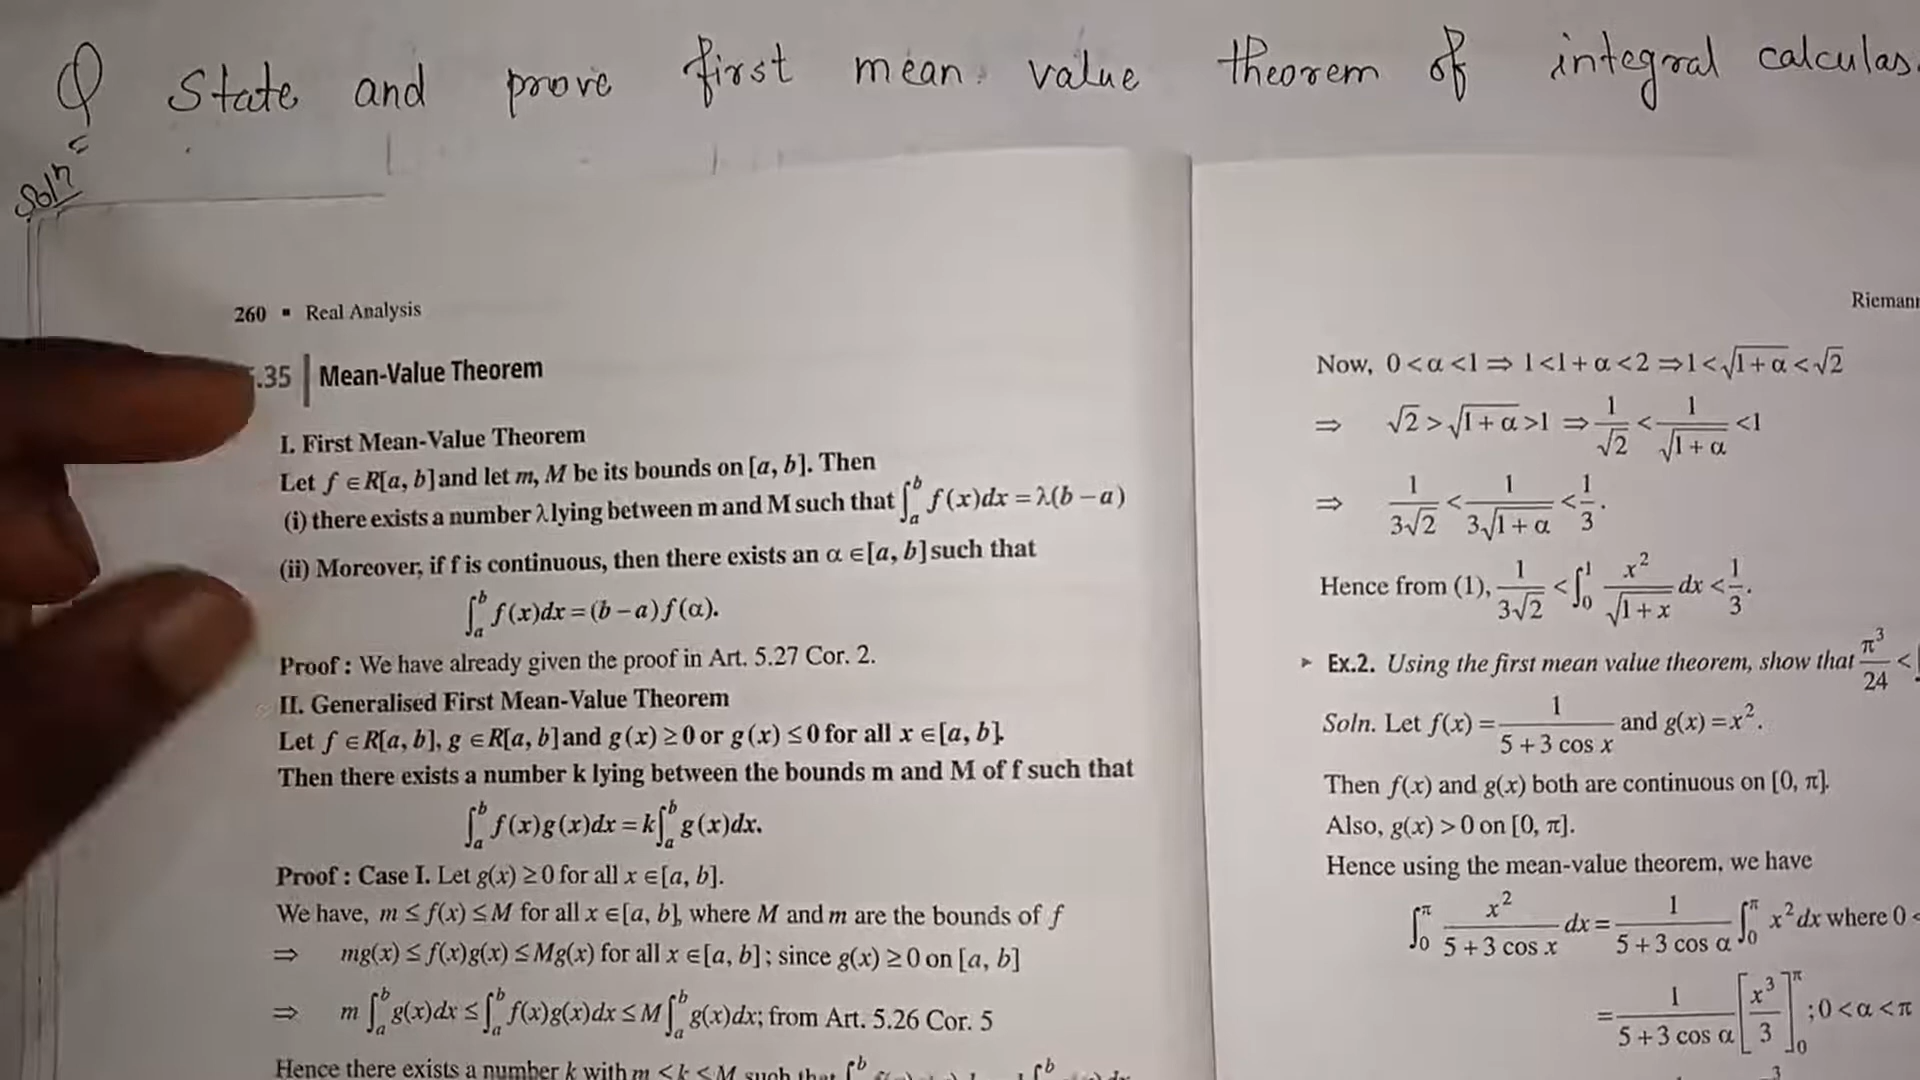 Q State and prove first mean value theorem of integral calculas.
Soln
260 ▪ Real Analysis
.35 | Mean-Value Theorem
I. First Mean-Value Theorem
Let f ∈ R[a, b] and let m, M be its bounds on [a, b]. Then
(i) there exists a number λ lying between m and M such that ∫_a^b f(x)dx = λ(b – a)
(ii) Moreover, if f is continuous, then there exists an α ∈ [a, b] such that
∫_a^b f(x)dx = (b – a) f(α).
Proof : We have already given the proof in Art. 5.27 Cor. 2.
II. Generalised First Mean-Value Theorem
Let f ∈ R[a, b], g ∈ R[a, b] and g(x) ≥ 0 or g(x) ≤ 0 for all x ∈ [a, b].
Then there exists a number k lying between the bounds m and M of f such that
∫_a^b f(x)g(x)dx = k∫_a^b g(x)dx.
Proof : Case I. Let g(x) ≥ 0 for all x ∈ [a, b].
We have, m ≤ f(x) ≤ M for all x ∈ [a, b], where M and m are the bounds of f
⇒ mg(x) ≤ f(x)g(x) ≤ Mg(x) for all x ∈ [a, b]; since g(x) ≥ 0 on [a, b]
⇒ m∫_a^b g(x)dx ≤ ∫_a^b f(x)g(x)dx ≤ M∫_a^b g(x)dx; from Art. 5.26 Cor. 5
Hence there exists a number k with m ≤ k ≤ M such that
Riemann
Now, 0 < α < 1 ⇒ 1 < 1 + α < 2 ⇒ 1 < √(1 + α) < √2
⇒ √2 > √(1 + α) > 1 ⇒ 1/√2 < 1/√(1 + α) < 1
⇒ 1/(3√2) < 1/(3√(1 + α)) < 1/3.
Hence from (1), 1/(3√2) < ∫_0^1 x²/√(1 + x) dx < 1/3.
▸ Ex.2. Using the first mean value theorem, show that π³/24 <
Soln. Let f(x) = 1/(5 + 3 cos x) and g(x) = x².
Then f(x) and g(x) both are continuous on [0, π].
Also, g(x) > 0 on [0, π].
Hence using the mean-value theorem, we have
∫_0^π x²/(5 + 3 cos x) dx = 1/(5 + 3 cos α) ∫_0^π x² dx where 0 <
= 1/(5 + 3 cos α) [x³/3]_0^π ; 0 < α < π